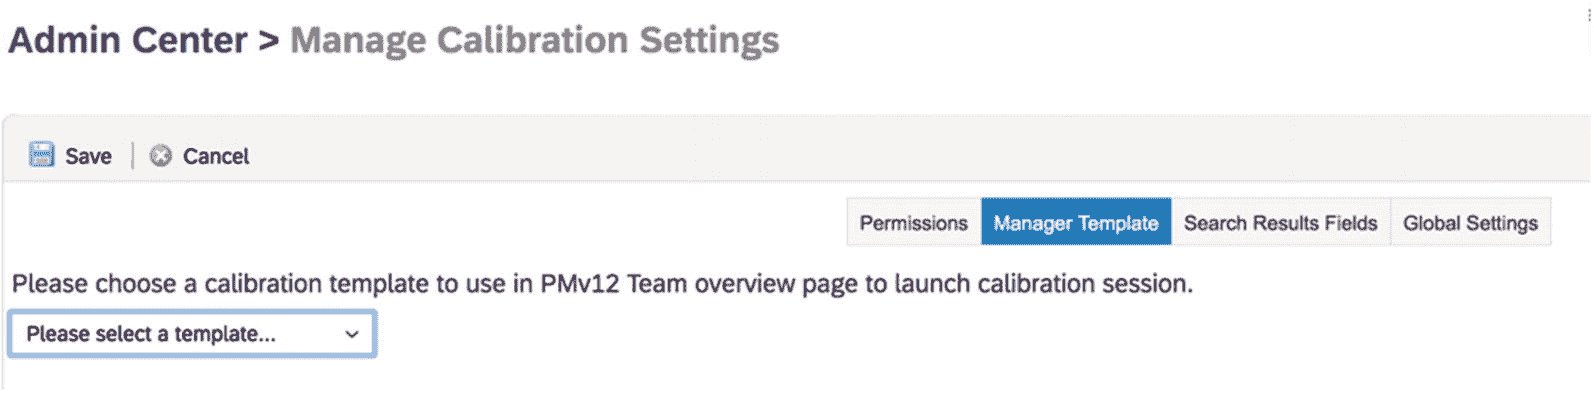 Admin Center > Manage Calibration Settings
Save | Cancel
Permissions Manager Template Search Results Fields Global Settings
Please choose a calibration template to use in PMv12 Team overview page to launch calibration session.
Please select a template...